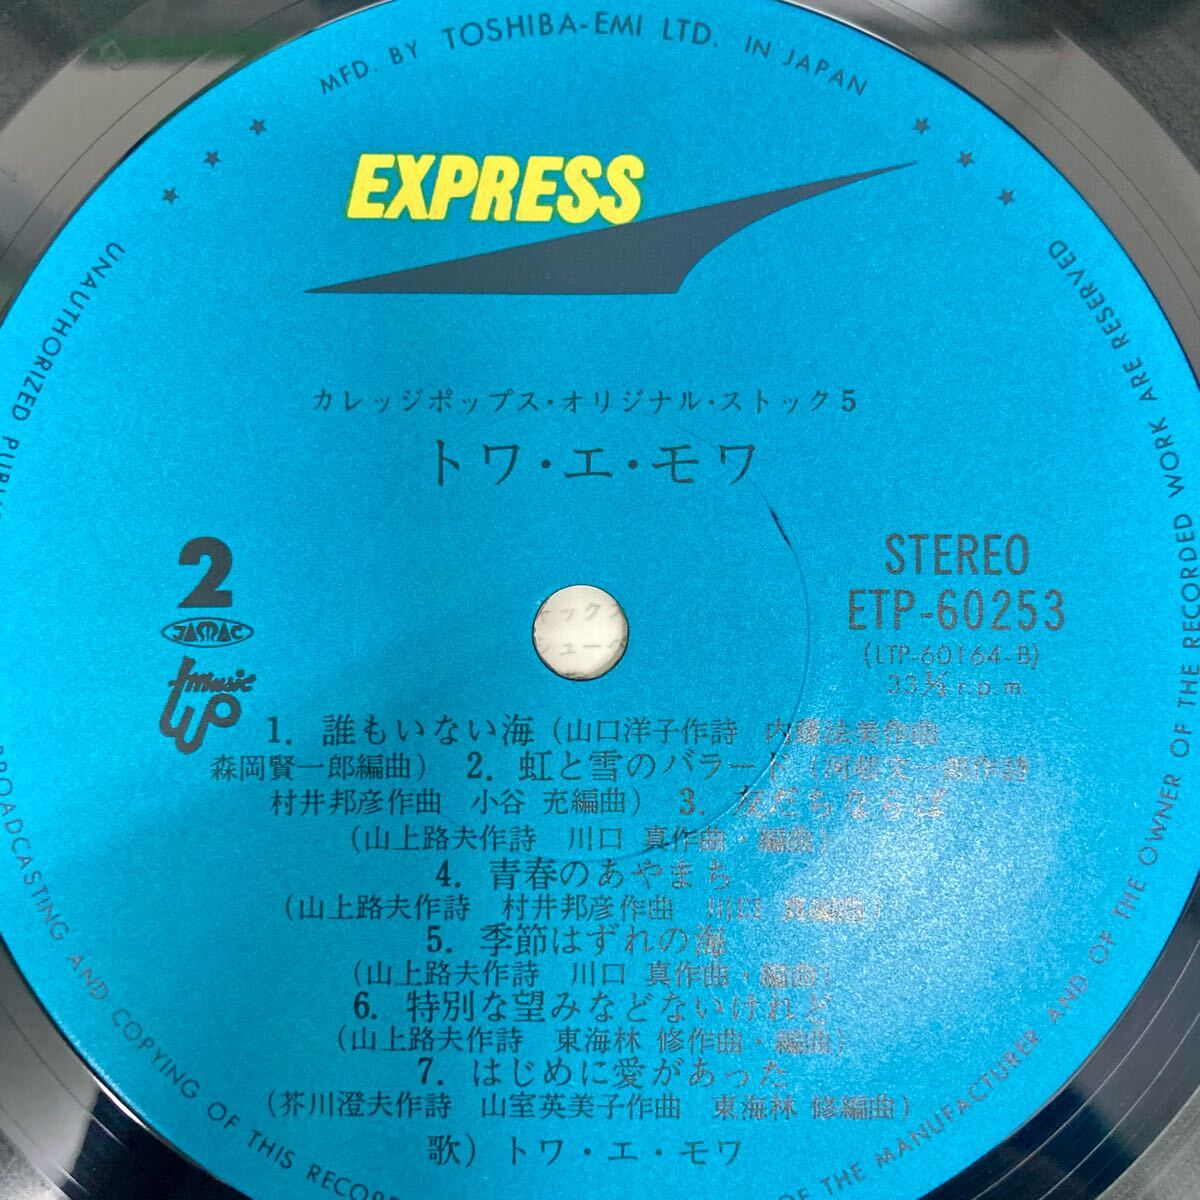 MFD. BY TOSHIBA-EMI LTD. IN JAPAN
EXPRESS
カレッジポップス・オリジナル・ストック5
トワ・エ・モワ
2
JASRAC
music up
STEREO
ETP-60253
(LTP-60164-B)
33⅓ r.p.m.
1. 誰もいない海 (山口洋子作詩 内藤法美作曲
森岡賢一郎編曲) 2. 虹と雪のバラード (河邨文一郎作詩
村井邦彦作曲 小谷 充編曲) 3. 友だちならば
(山上路夫作詩 川口 真作曲・編曲)
4. 青春のあやまち
(山上路夫作詩 村井邦彦作曲 川口 真編曲)
5. 季節はずれの海
(山上路夫作詩 川口 真作曲・編曲)
6. 特別な望みなどないけれど
(山上路夫作詩 東海林 修作曲・編曲)
7. はじめに愛があった
(芥川澄夫作詩 山室英美子作曲 東海林 修編曲)
歌) トワ・エ・モワ
UNAUTHORIZED
BROADCASTING AND COPYING OF THIS RECORD
OF THE MANUFACTURER AND OF THE OWNER OF THE RECORDED WORK ARE RESERVED